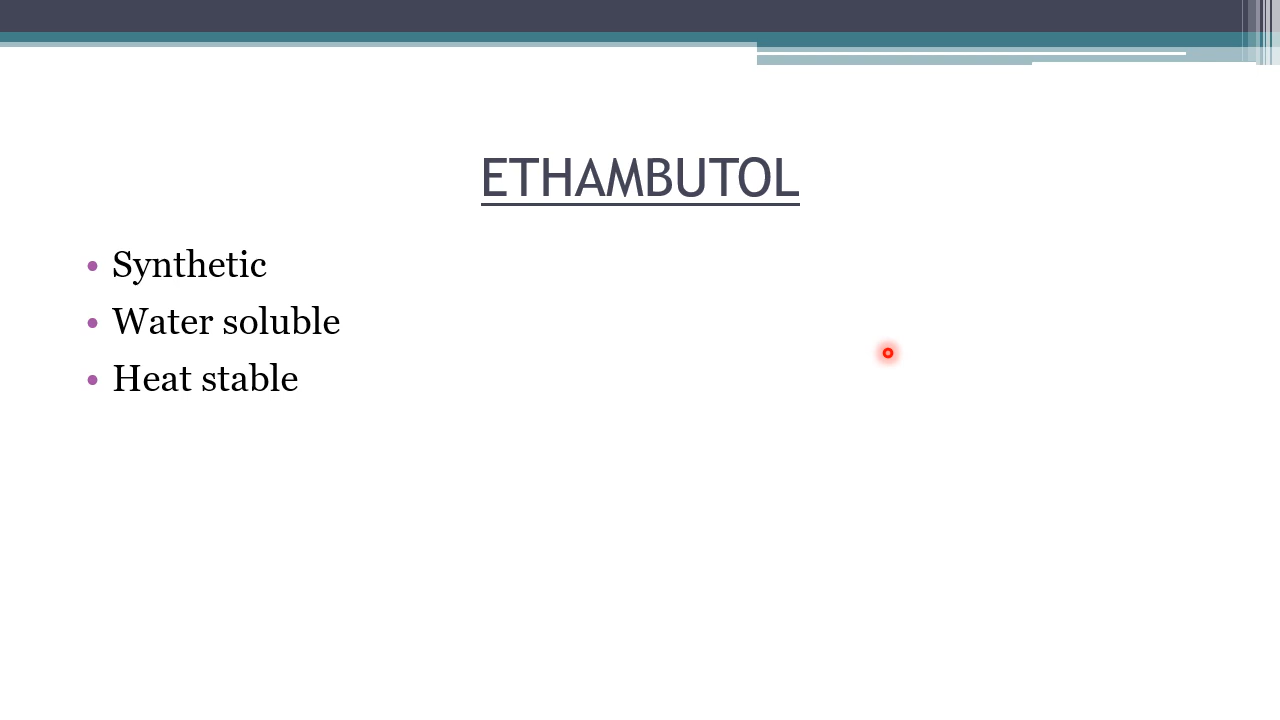 ETHAMBUTOL
• Synthetic
• Water soluble
• Heat stable